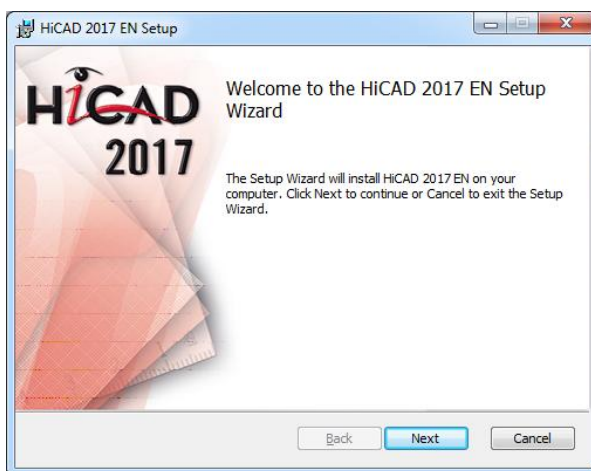 HiCAD 2017 EN Setup
HiCAD
2017
Welcome to the HiCAD 2017 EN Setup
Wizard
The Setup Wizard will install HiCAD 2017 EN on your
computer. Click Next to continue or Cancel to exit the Setup
Wizard.
Back
Next
Cancel